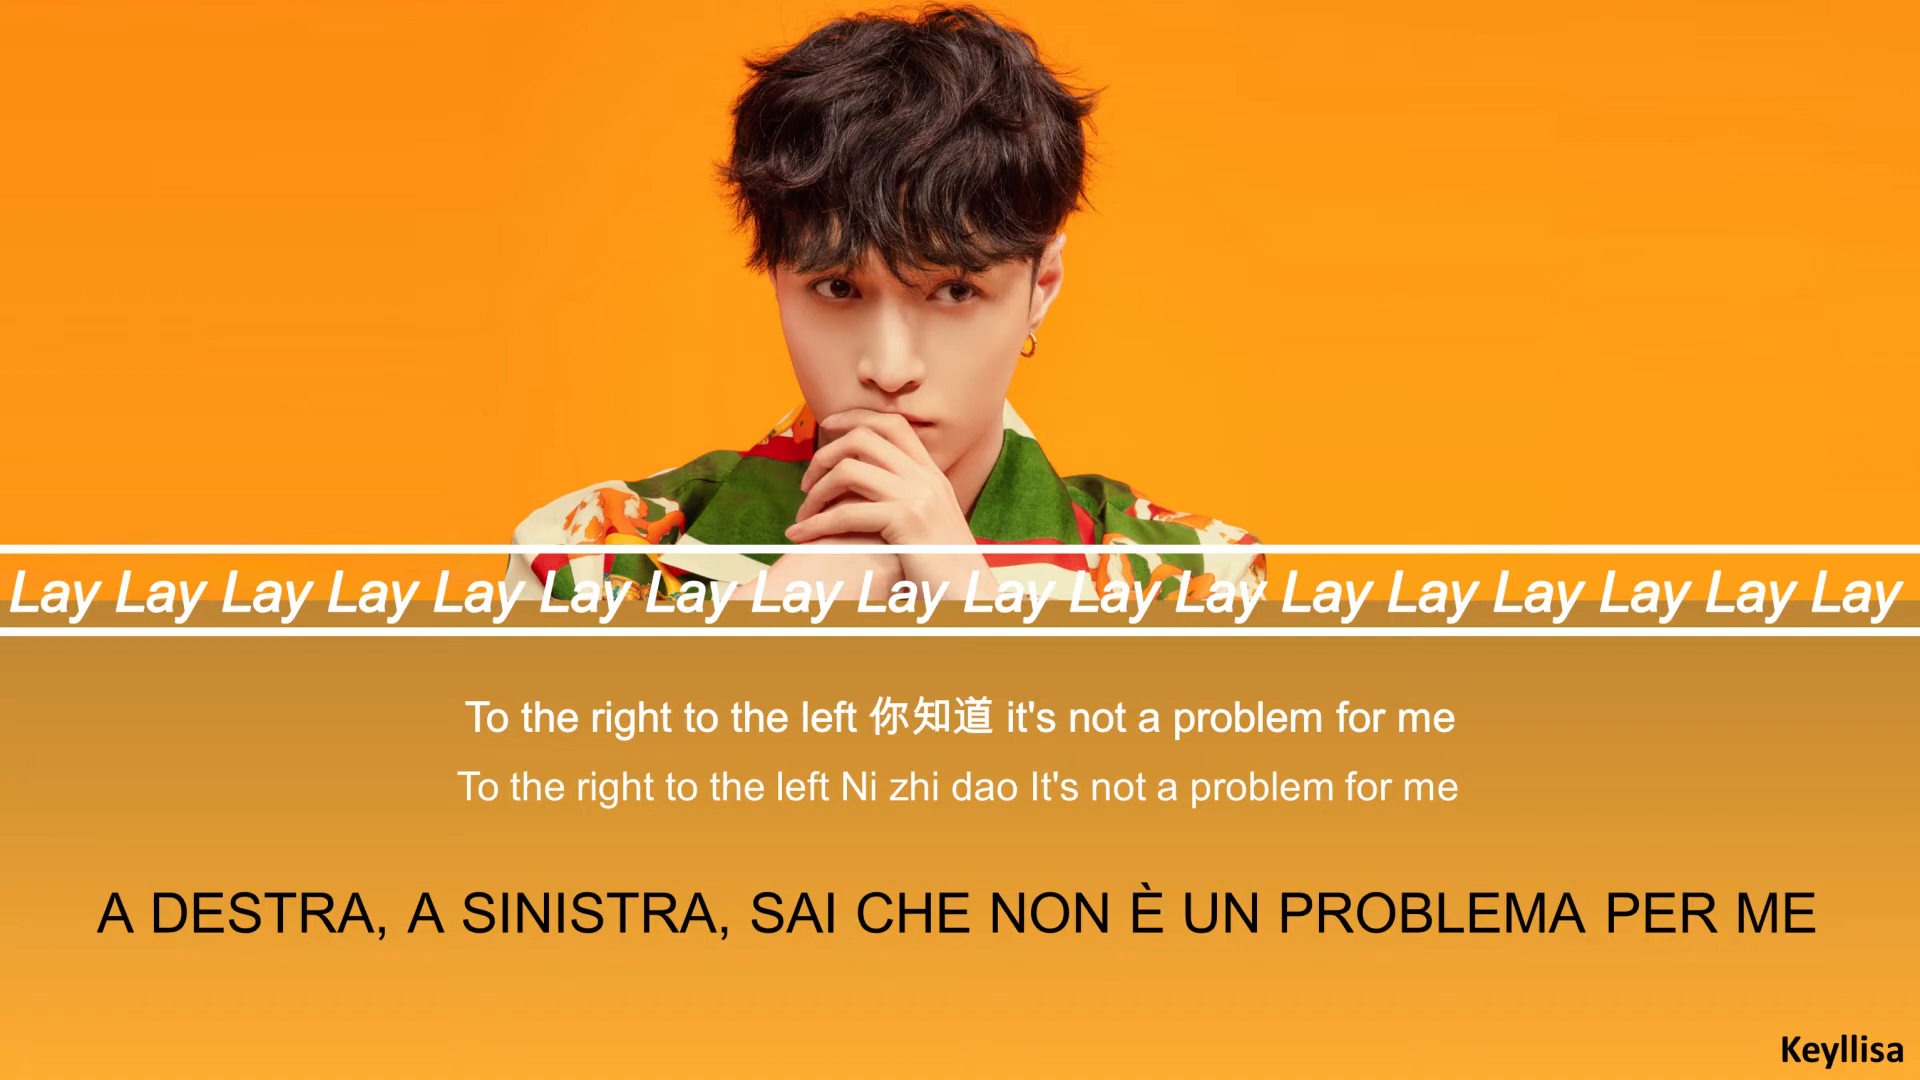 Lay Lay Lay Lay Lay Lay Lay Lay Lay Lay Lay Lay Lay Lay Lay Lay Lay Lay
To the right to the left 你知道 it's not a problem for me
To the right to the left Ni zhi dao It's not a problem for me
A DESTRA, A SINISTRA, SAI CHE NON È UN PROBLEMA PER ME
Keyllisa